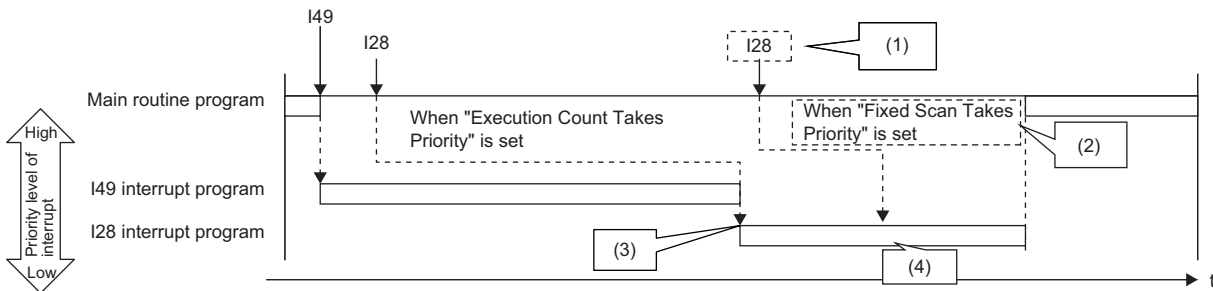 I49
I28
I28
(1)
Main routine program
When "Execution Count Takes
Priority" is set
When "Fixed Scan Takes
Priority" is set
(2)
High
Priority level of
interrupt
Low
I49 interrupt program
I28 interrupt program
(3)
(4)
t